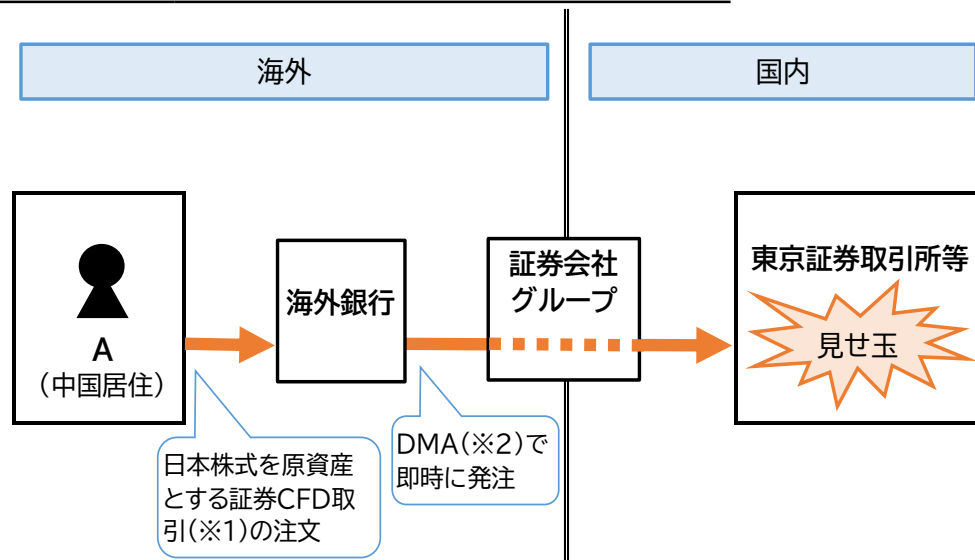 海外
国内
A
（中国居住）
海外銀行
証券会社
グループ
東京証券取引所等
見せ玉
日本株式を原資産
とする証券CFD取
引(※1)の注文
DMA(※2)で
即時に発注